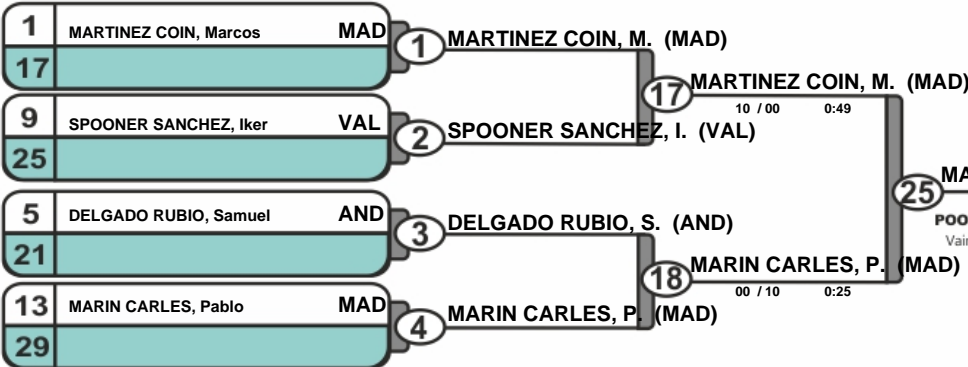 1 MARTINEZ COIN, Marcos MAD
17
1 MARTINEZ COIN, M. (MAD)
9 SPOONER SANCHEZ, Iker VAL
25
2 SPOONER SANCHEZ, I. (VAL)
17 MARTINEZ COIN, M. (MAD)
10 / 00 0:49
5 DELGADO RUBIO, Samuel AND
21
3 DELGADO RUBIO, S. (AND)
13 MARIN CARLES, Pablo MAD
29
4 MARIN CARLES, P. (MAD)
18 MARIN CARLES, P. (MAD)
00 / 10 0:25
25